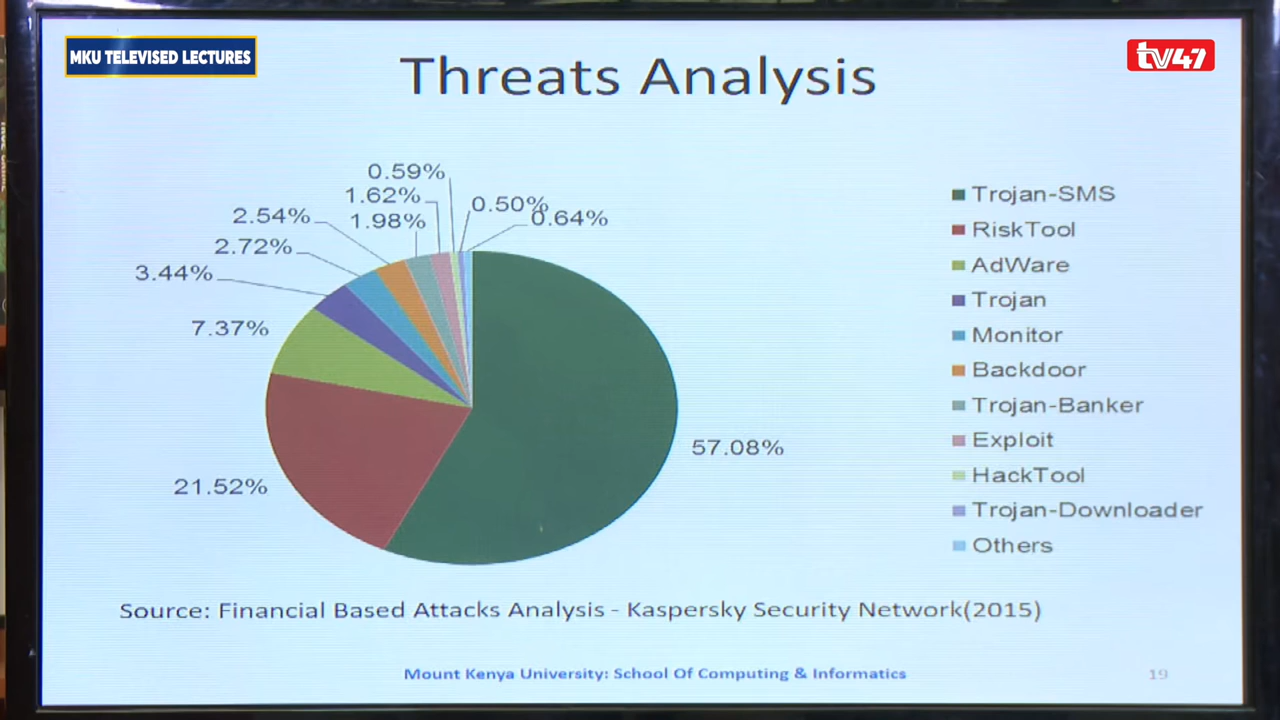 MKU TELEVISED LECTURES
tv47
Threats Analysis
0.59%
1.62%
0.50%
2.54%
1.98%
0.64%
2.72%
3.44%
7.37%
57.08%
21.52%
Trojan-SMS
RiskTool
AdWare
Trojan
Monitor
Backdoor
Trojan-Banker
Exploit
HackTool
Trojan-Downloader
Others
Source: Financial Based Attacks Analysis - Kaspersky Security Network(2015)
Mount Kenya University: School Of Computing & Informatics
19